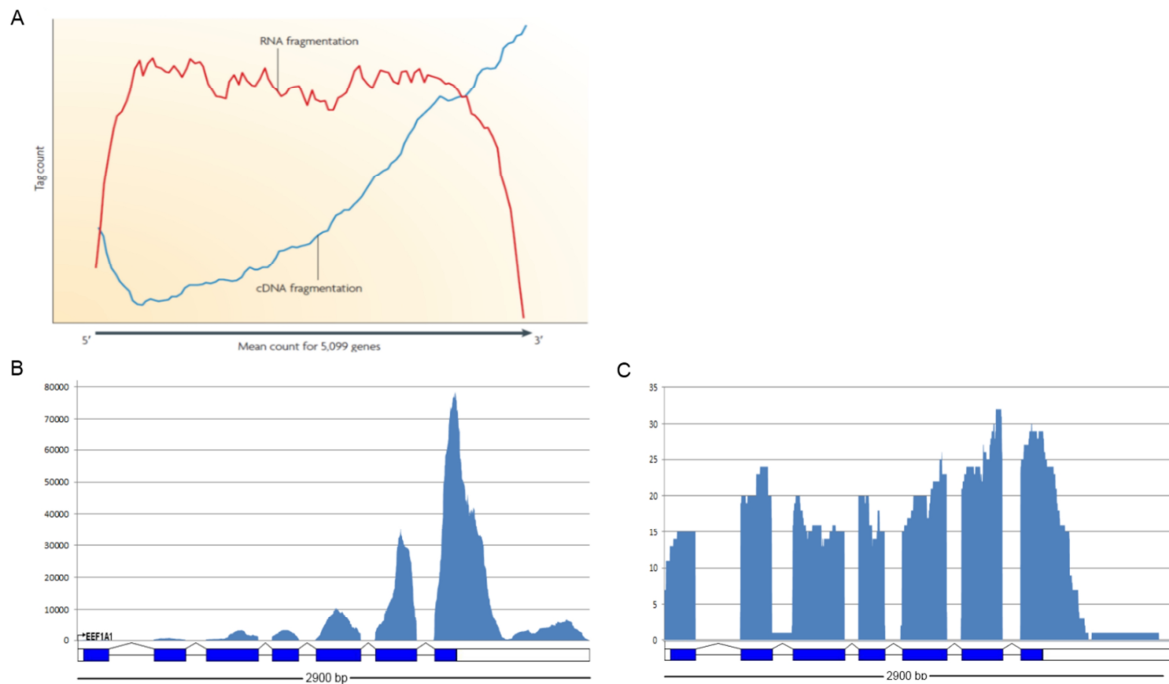 A
RNA fragmentation
Tag count
cDNA fragmentation
5′
3′
Mean count for 5,099 genes
B
80000
70000
60000
50000
40000
30000
20000
10000
0
EEF1A1
2900 bp
C
35
30
25
20
15
10
5
0
2900 bp